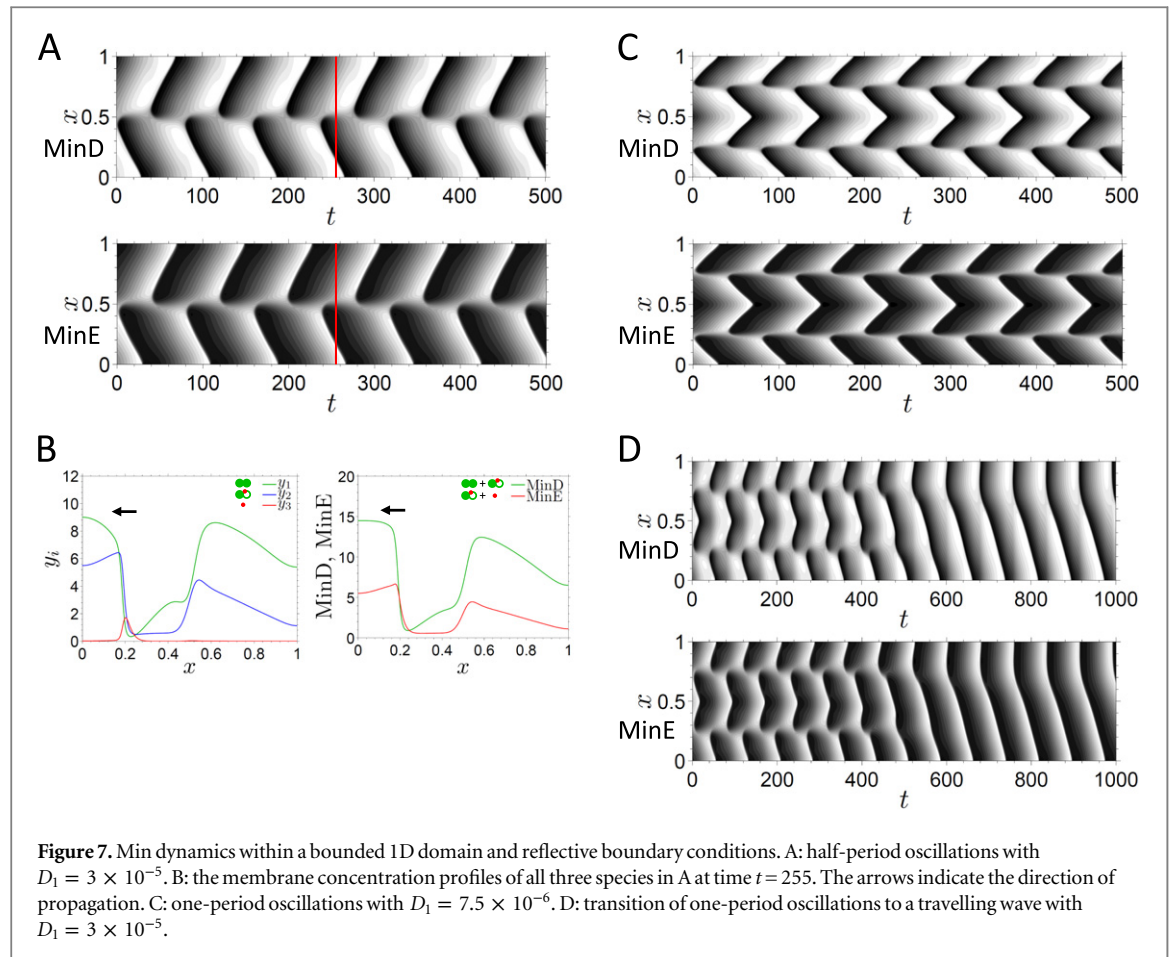 A
1
x
0.5
MinD
0
0 100 200 300 400 500
t
1
x
0.5
MinE
0
0 100 200 300 400 500
t
B
12
10
8
6
4
2
0
yᵢ
y₁
y₂
y₃
0 0.2 0.4 0.6 0.8 1
x
20
15
10
5
0
MinD, MinE
+ MinD
+ MinE
0 0.2 0.4 0.6 0.8 1
x
C
1
x
0.5
MinD
0
0 100 200 300 400 500
t
1
x
0.5
MinE
0
0 100 200 300 400 500
t
D
1
x
0.5
MinD
0
0 200 400 600 800 1000
t
1
x
0.5
MinE
0
0 200 400 600 800 1000
t
Figure 7. Min dynamics within a bounded 1D domain and reflective boundary conditions. A: half-period oscillations with
D₁ = 3 × 10⁻⁵. B: the membrane concentration profiles of all three species in A at time t = 255. The arrows indicate the direction of
propagation. C: one-period oscillations with D₁ = 7.5 × 10⁻⁶. D: transition of one-period oscillations to a travelling wave with
D₁ = 3 × 10⁻⁵.